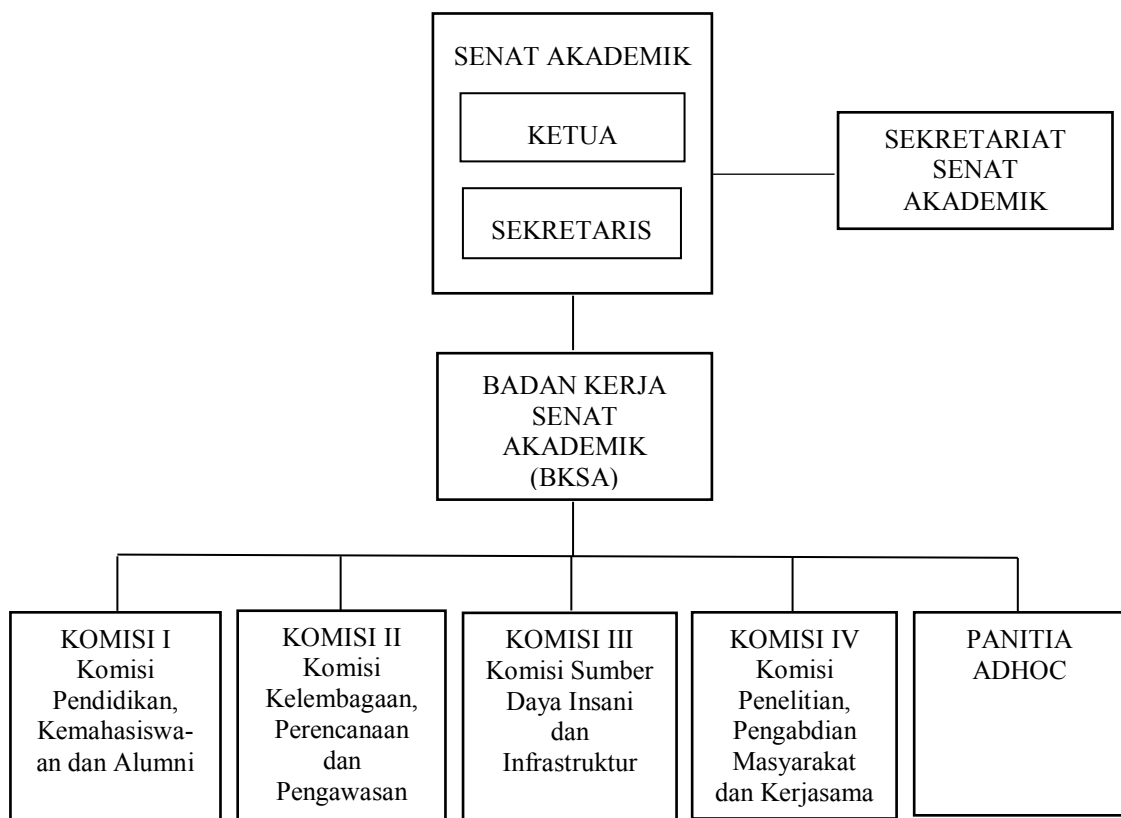 SENAT AKADEMIK
KETUA
SEKRETARIS
SEKRETARIAT
SENAT
AKADEMIK
BADAN KERJA
SENAT
AKADEMIK
(BKSA)
KOMISI I
Komisi
Pendidikan,
Kemahasiswa-
an dan Alumni
KOMISI II
Komisi
Kelembagaan,
Perencanaan
dan
Pengawasan
KOMISI III
Komisi Sumber
Daya Insani
dan
Infrastruktur
KOMISI IV
Komisi
Penelitian,
Pengabdian
Masyarakat
dan Kerjasama
PANITIA
ADHOC